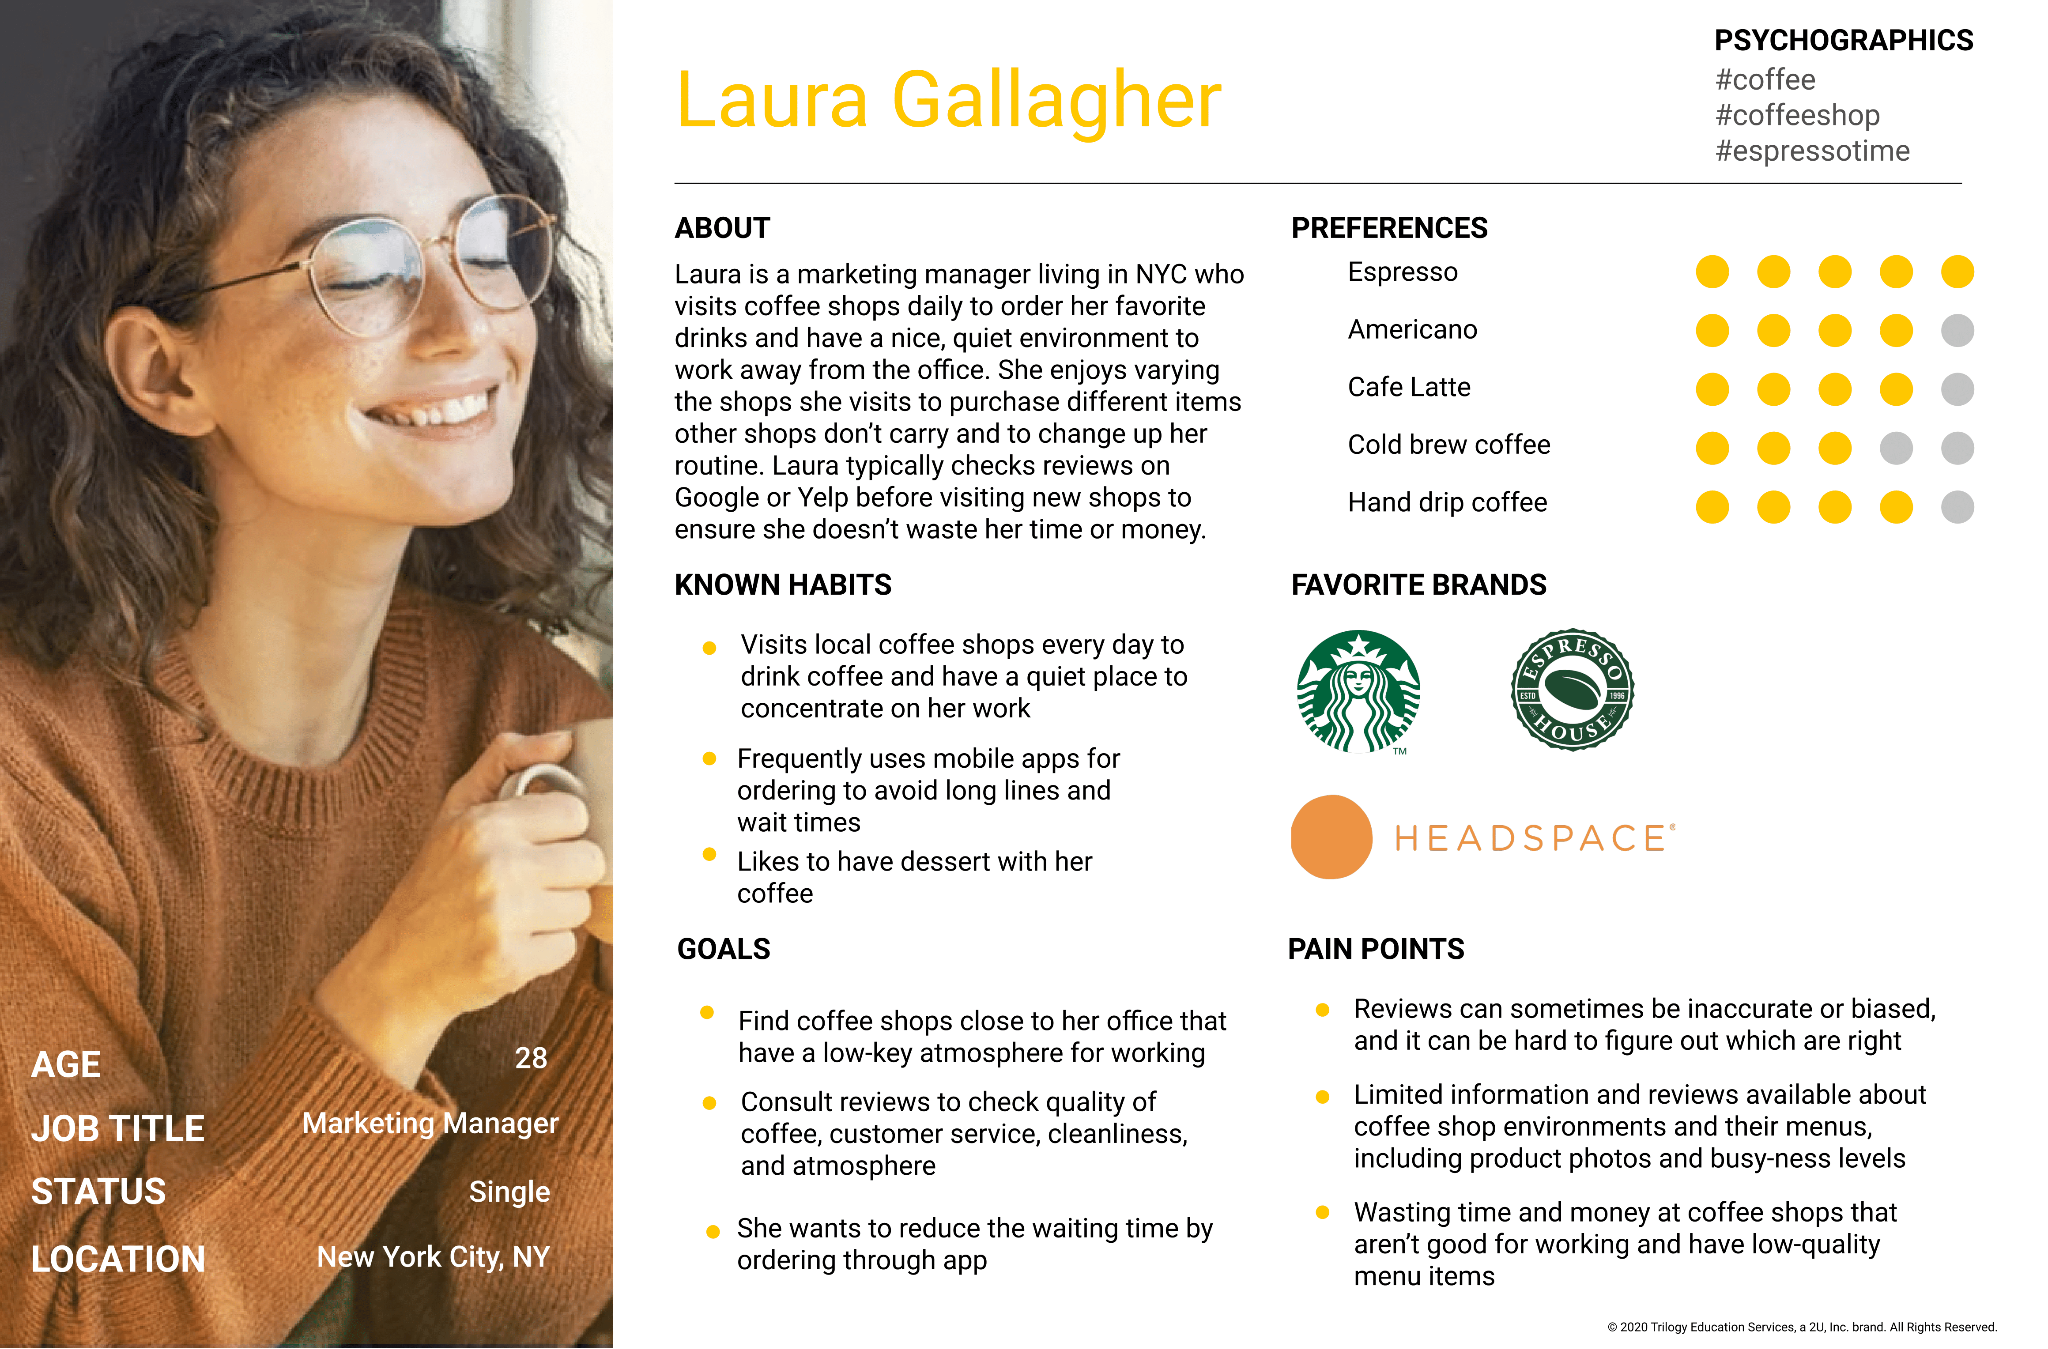 Laura Gallagher
PSYCHOGRAPHICS
#coffee
#coffeeshop
#espressotime
ABOUT
Laura is a marketing manager living in NYC who
visits coffee shops daily to order her favorite
drinks and have a nice, quiet environment to
work away from the office. She enjoys varying
the shops she visits to purchase different items
other shops don't carry and to change up her
routine. Laura typically checks reviews on
Google or Yelp before visiting new shops to
ensure she doesn't waste her time or money.
PREFERENCES
Espresso
Americano
Cafe Latte
Cold brew coffee
Hand drip coffee
KNOWN HABITS
Visits local coffee shops every day to
drink coffee and have a quiet place to
concentrate on her work
Frequently uses mobile apps for
ordering to avoid long lines and
wait times
Likes to have dessert with her
coffee
FAVORITE BRANDS
TM
ESPRESSO
ESTD 1996
HOUSE
HEADSPACE®
GOALS
Find coffee shops close to her office that
have a low-key atmosphere for working
Consult reviews to check quality of
coffee, customer service, cleanliness,
and atmosphere
She wants to reduce the waiting time by
ordering through app
PAIN POINTS
Reviews can sometimes be inaccurate or biased,
and it can be hard to figure out which are right
Limited information and reviews available about
coffee shop environments and their menus,
including product photos and busy-ness levels
Wasting time and money at coffee shops that
aren't good for working and have low-quality
menu items
AGE 28
JOB TITLE Marketing Manager
STATUS Single
LOCATION New York City, NY
© 2020 Trilogy Education Services, a 2U, Inc. brand. All Rights Reserved.